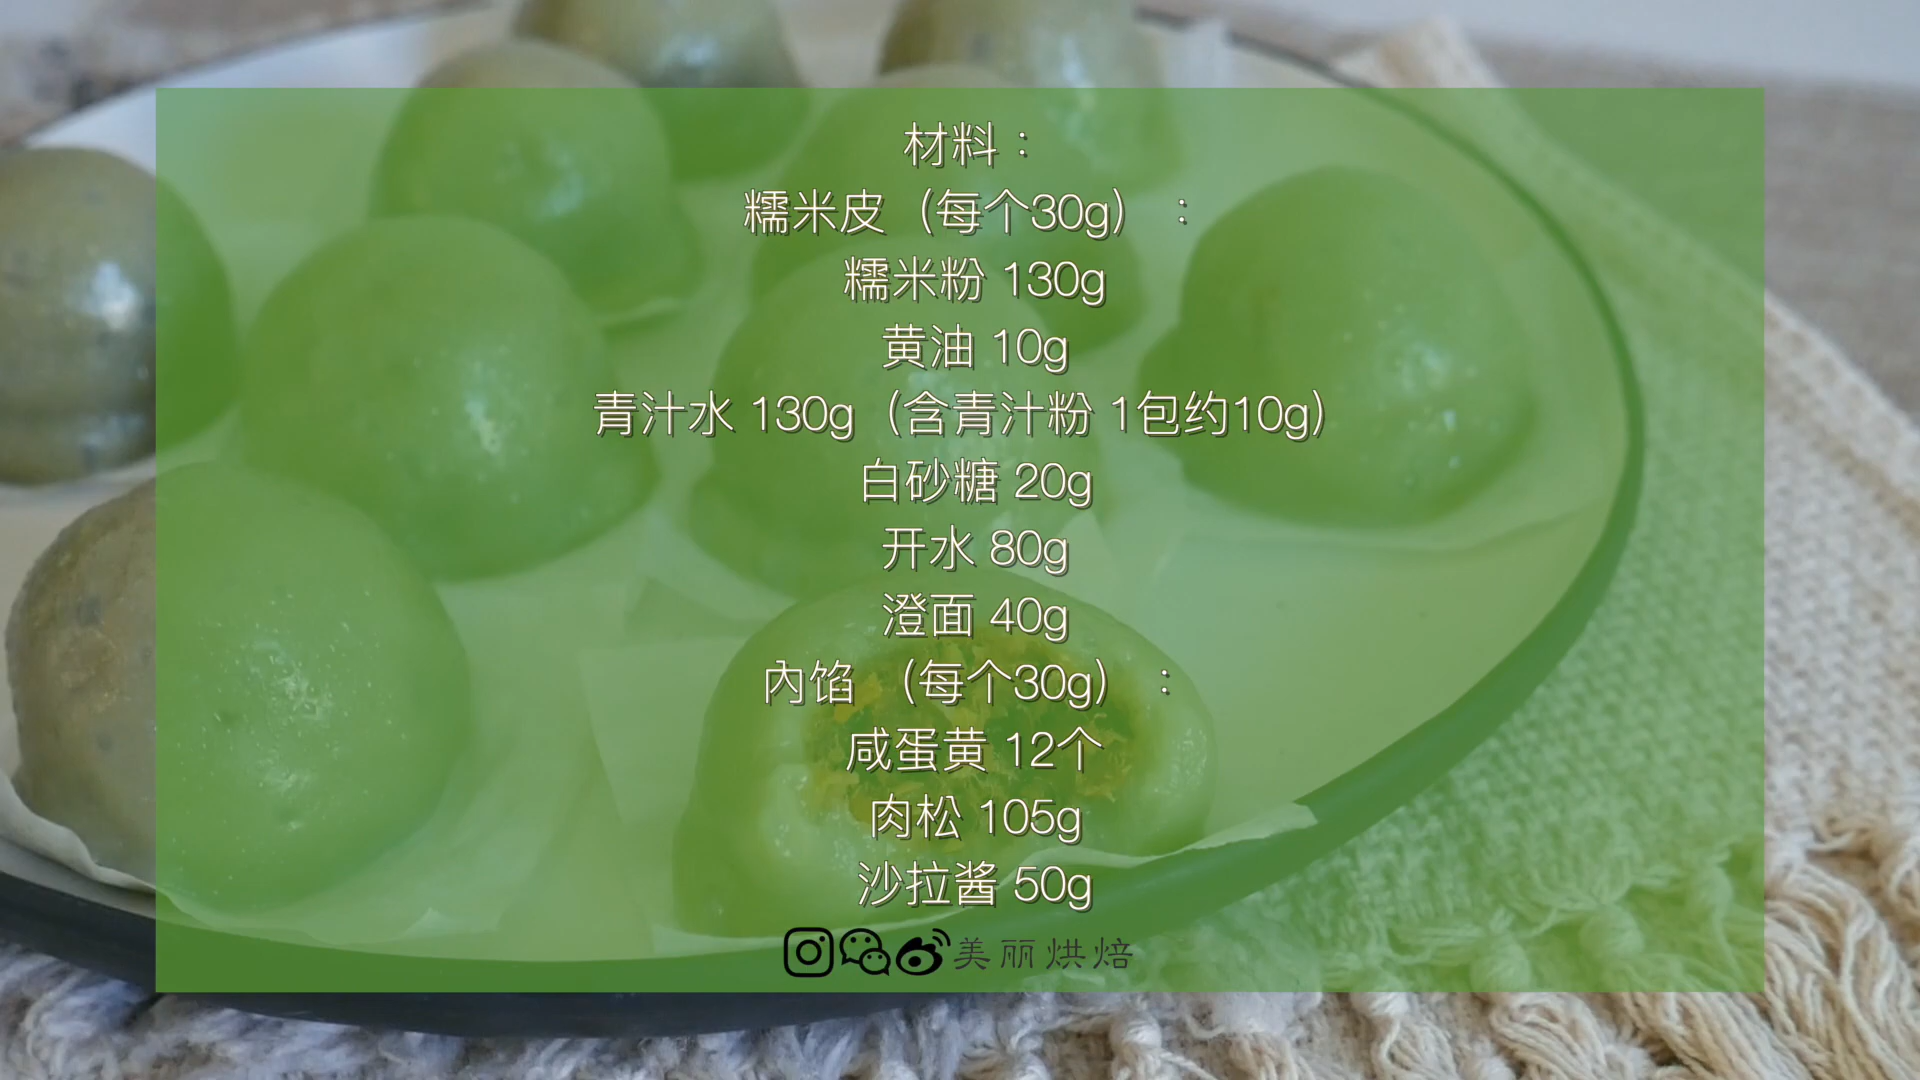 材料：
糯米皮（每个30g）：
糯米粉 130g
黄油 10g
青汁水 130g（含青汁粉 1包约10g）
白砂糖 20g
开水 80g
澄面 40g
內馅 （每个30g）：
咸蛋黄 12个
肉松 105g
沙拉酱 50g
美丽烘焙